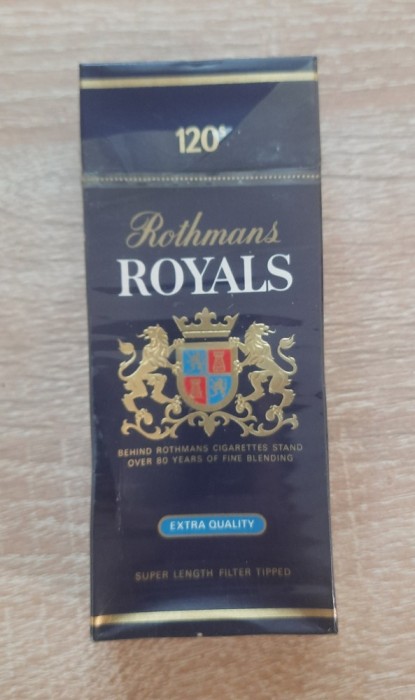 120's
Rothmans
ROYALS
BEHIND ROTHMANS CIGARETTES STAND
OVER 80 YEARS OF FINE BLENDING
EXTRA QUALITY
SUPER LENGTH FILTER TIPPED